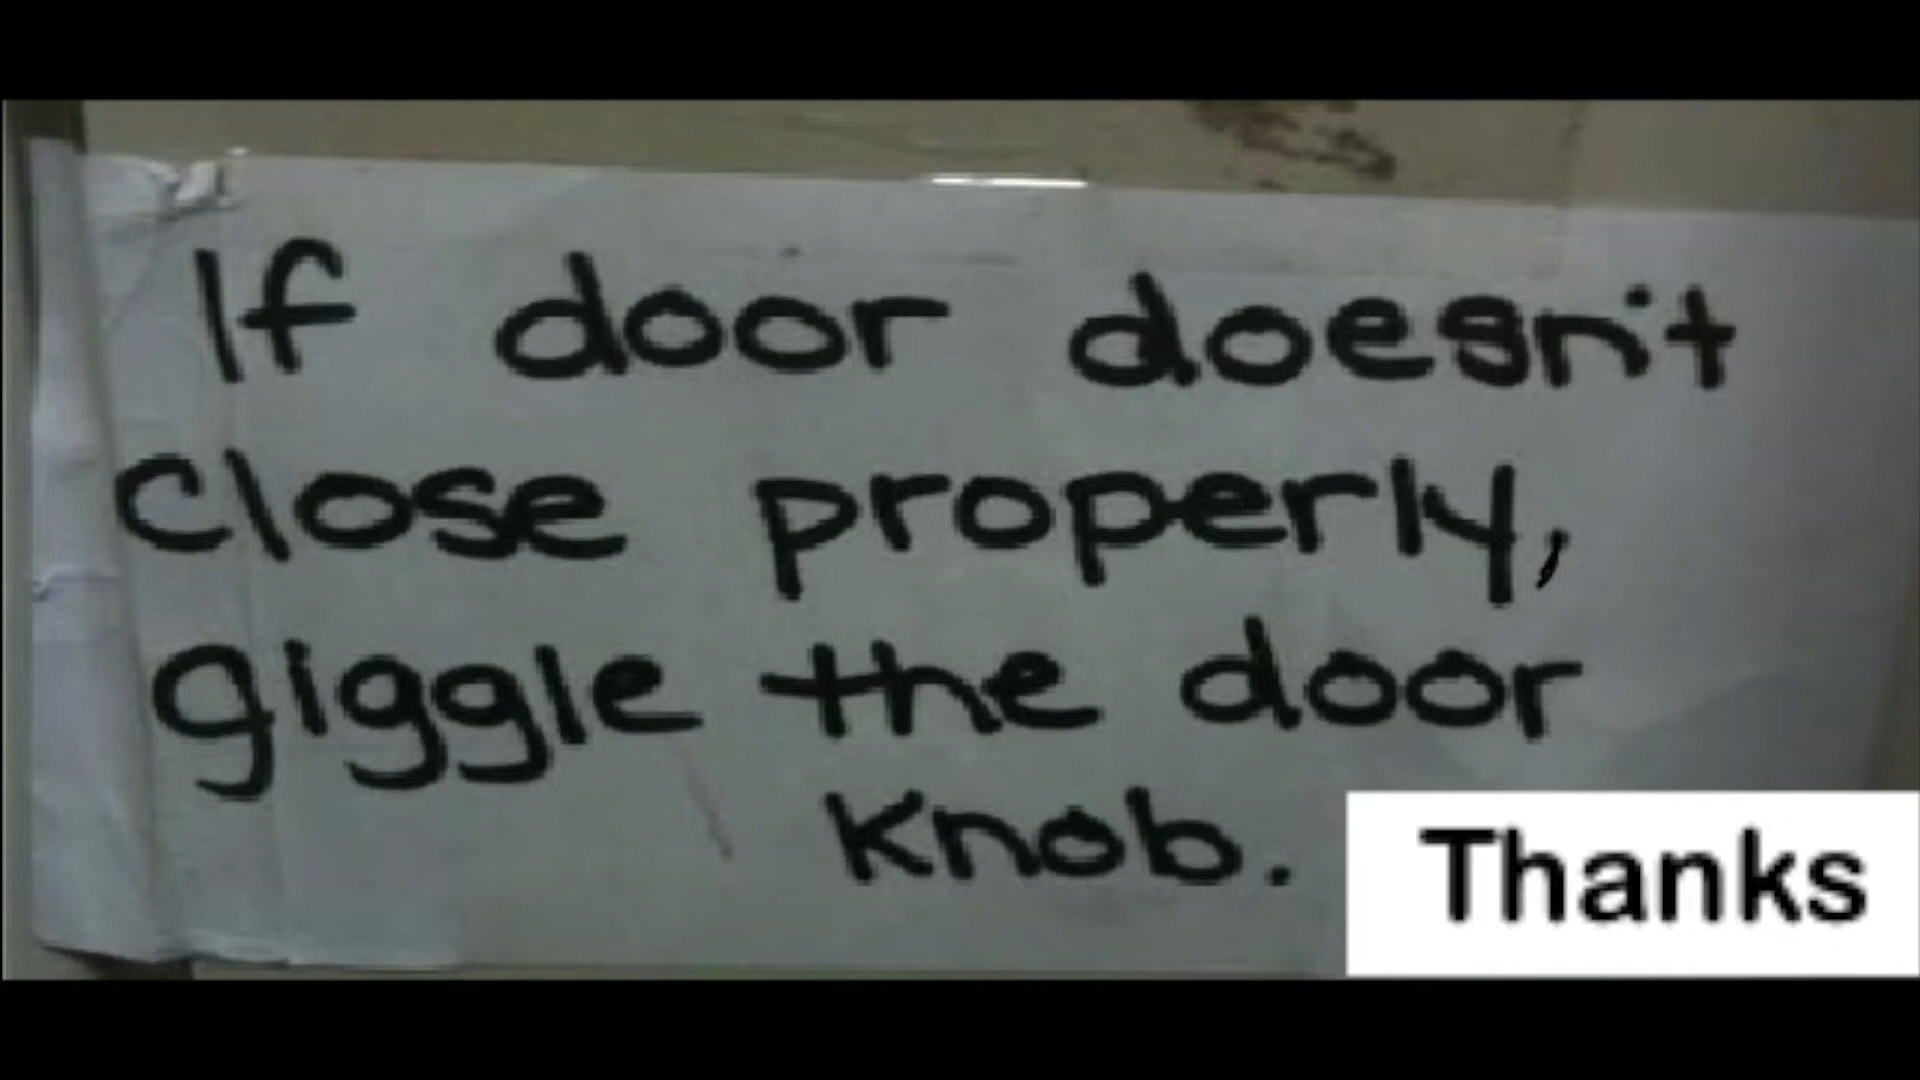 If door doesn't
close properly,
giggle the door
knob.
Thanks